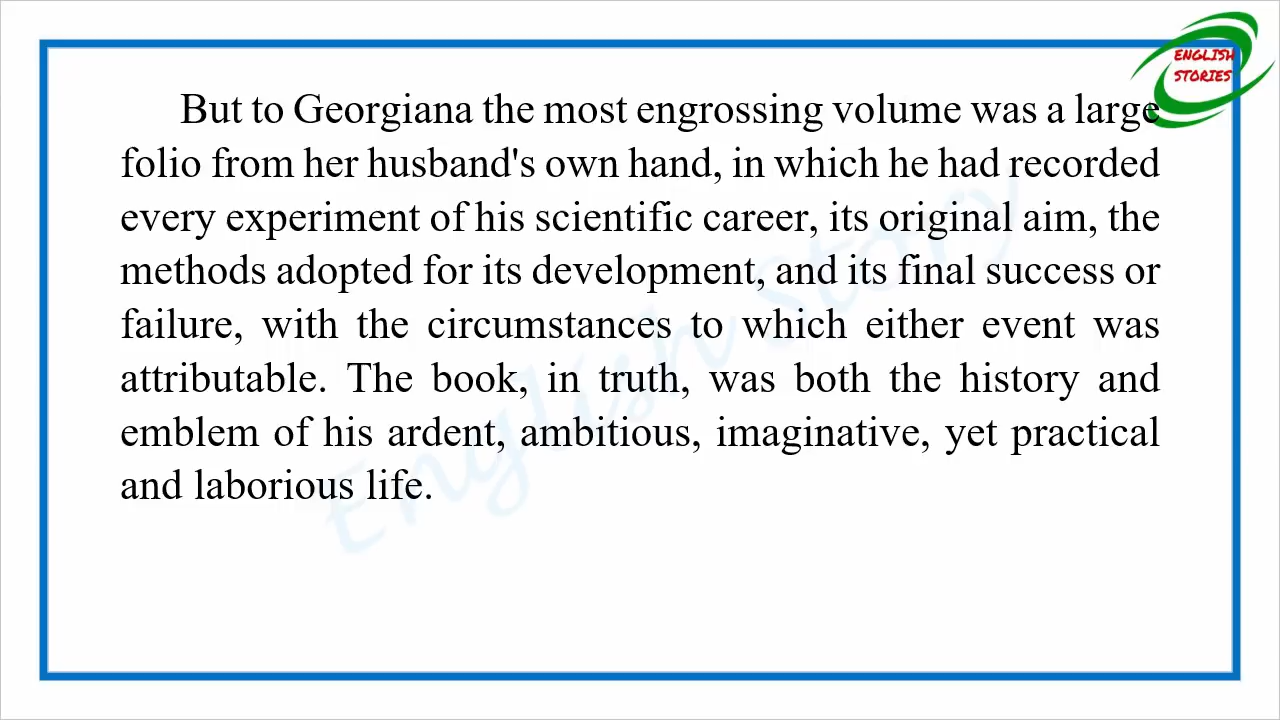 ENGLISH
STORIES
But to Georgiana the most engrossing volume was a large
folio from her husband's own hand, in which he had recorded
every experiment of his scientific career, its original aim, the
methods adopted for its development, and its final success or
failure, with the circumstances to which either event was
attributable. The book, in truth, was both the history and
emblem of his ardent, ambitious, imaginative, yet practical
and laborious life.
English Story